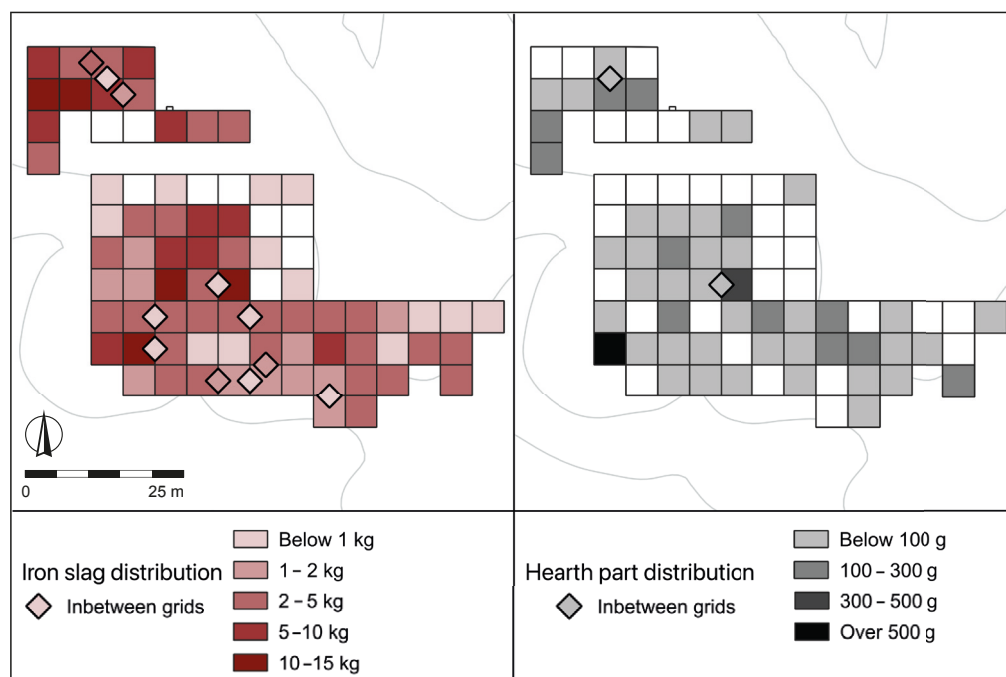 0 25 m
Iron slag distribution
Inbetween grids
Below 1 kg
1 – 2 kg
2 – 5 kg
5–10 kg
10–15 kg
Hearth part distribution
Inbetween grids
Below 100 g
100 – 300 g
300 – 500 g
Over 500 g